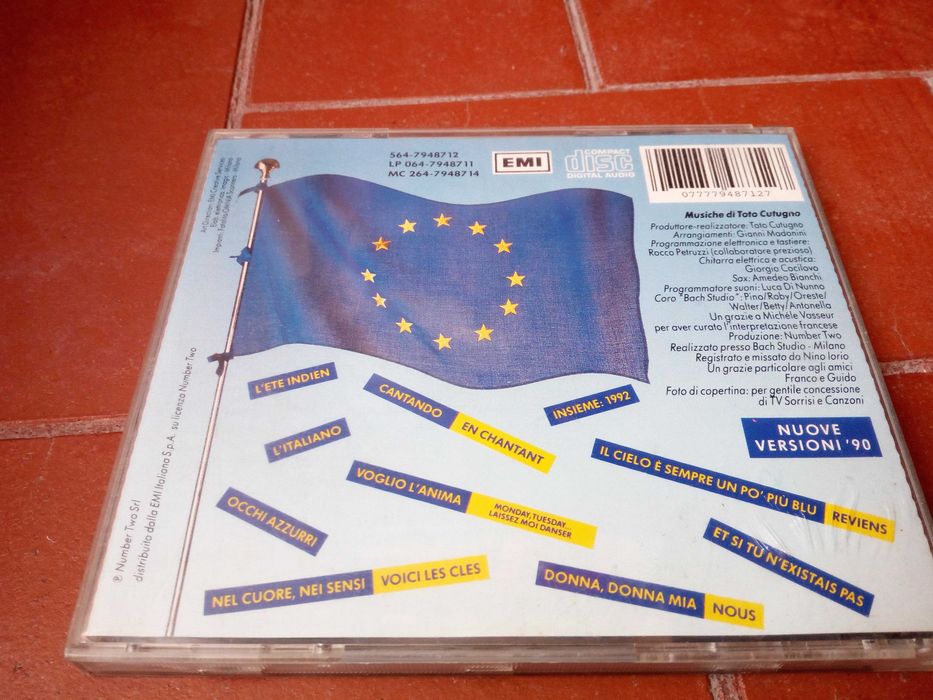 Art Direction: EMI Creative Services
564-7948712
LP 064-7948711
MC 264-7948714
EMI
COMPACT
disc
DIGITAL AUDIO
077779487127
Musiche di Toto Cutugno
Produttore-realizzatore: Toto Cutugno
Arrangiamenti: Gianni Madonini
Programmazione elettronica e tastiere:
Rocco Petruzzi (collaboratore prezioso)
Chitarra elettrica e acustica:
Giorgio Cocilovo
Sax: Amedeo Bianchi
Programmatore suoni: Luca Di Nunno
Coro "Bach Studio": Pino/Roby/Oreste/
Walter/Betty/Antonella
Un grazie a Michèle Vasseur
per aver curato l'interpretazione francese
Produzione: Number Two
Realizzato presso Bach Studio - Milano
Registrato e missato da Nino Iorio
Un grazie particolare agli amici
Franco e Guido
Foto di copertina: per gentile concessione
di TV Sorrisi e Canzoni
NUOVE
VERSIONI '90
L'ETE INDIEN
CANTANDO EN CHANTANT
INSIEME: 1992
L'ITALIANO
VOGLIO L'ANIMA
MONDAY, TUESDAY...
LAISSEZ MOI DANSER
IL CIELO È SEMPRE UN PO' PIÙ BLU REVIENS
OCCHI AZZURRI
ET SI TU N'EXISTAIS PAS
NEL CUORE, NEI SENSI VOICI LES CLES
DONNA, DONNA MIA NOUS
℗ Number Two Srl
distribuito dalla EMI Italiana S.p.A. su licenza Number Two